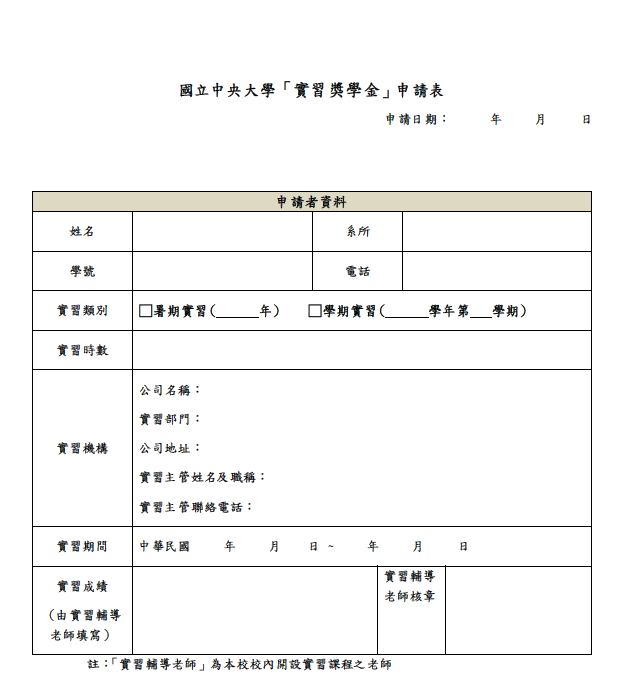 國立中央大學「實習獎學金」申請表
申請日期： 年 月 日
申請者資料
姓名 系所
學號 電話
實習類別 □暑期實習(______年) □學期實習(______學年第___學期)
實習時數
實習機構
公司名稱：
實習部門：
公司地址：
實習主管姓名及職稱：
實習主管聯絡電話：
實習期間 中華民國 年 月 日 ~ 年 月 日
實習成績
（由實習輔導
老師填寫）
實習輔導
老師核章
註：「實習輔導老師」為本校校內開設實習課程之老師